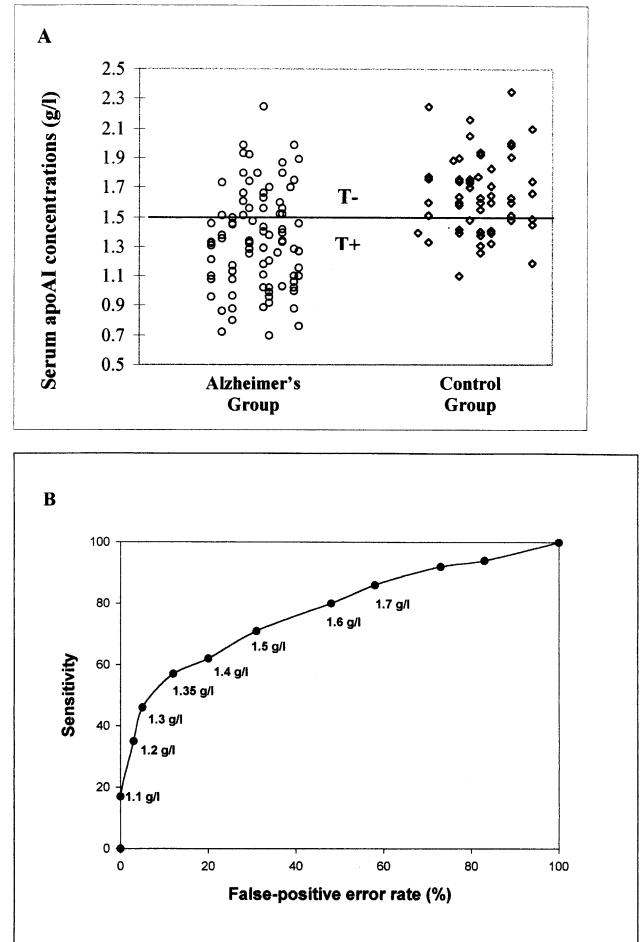 A
Serum apoAI concentrations (g/l)
2.5
2.3
2.1
1.9
1.7
1.5
1.3
1.1
0.9
0.7
0.5
T-
T+
Alzheimer's
Group
Control
Group
B
Sensitivity
100
80
60
40
20
0
1.7 g/l
1.6 g/l
1.5 g/l
1.4 g/l
1.35 g/l
1.3 g/l
1.2 g/l
1.1 g/l
0 20 40 60 80 100
False-positive error rate (%)